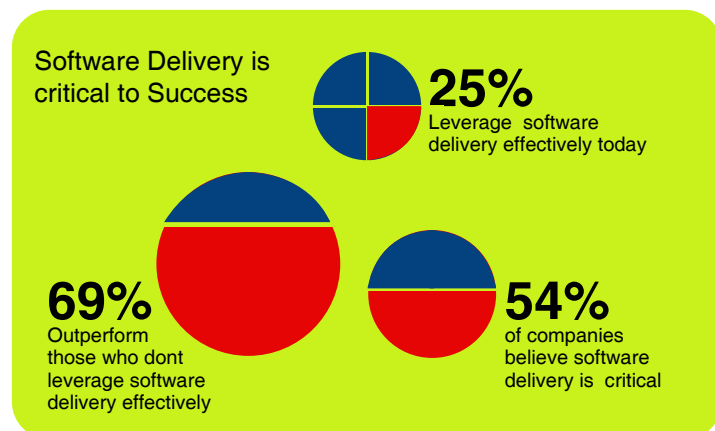 Software Delivery is
critical to Success
25%
Leverage software
delivery effectively today
69%
Outperform
those who dont
leverage software
delivery effectively
54%
of companies
believe software
delivery is critical